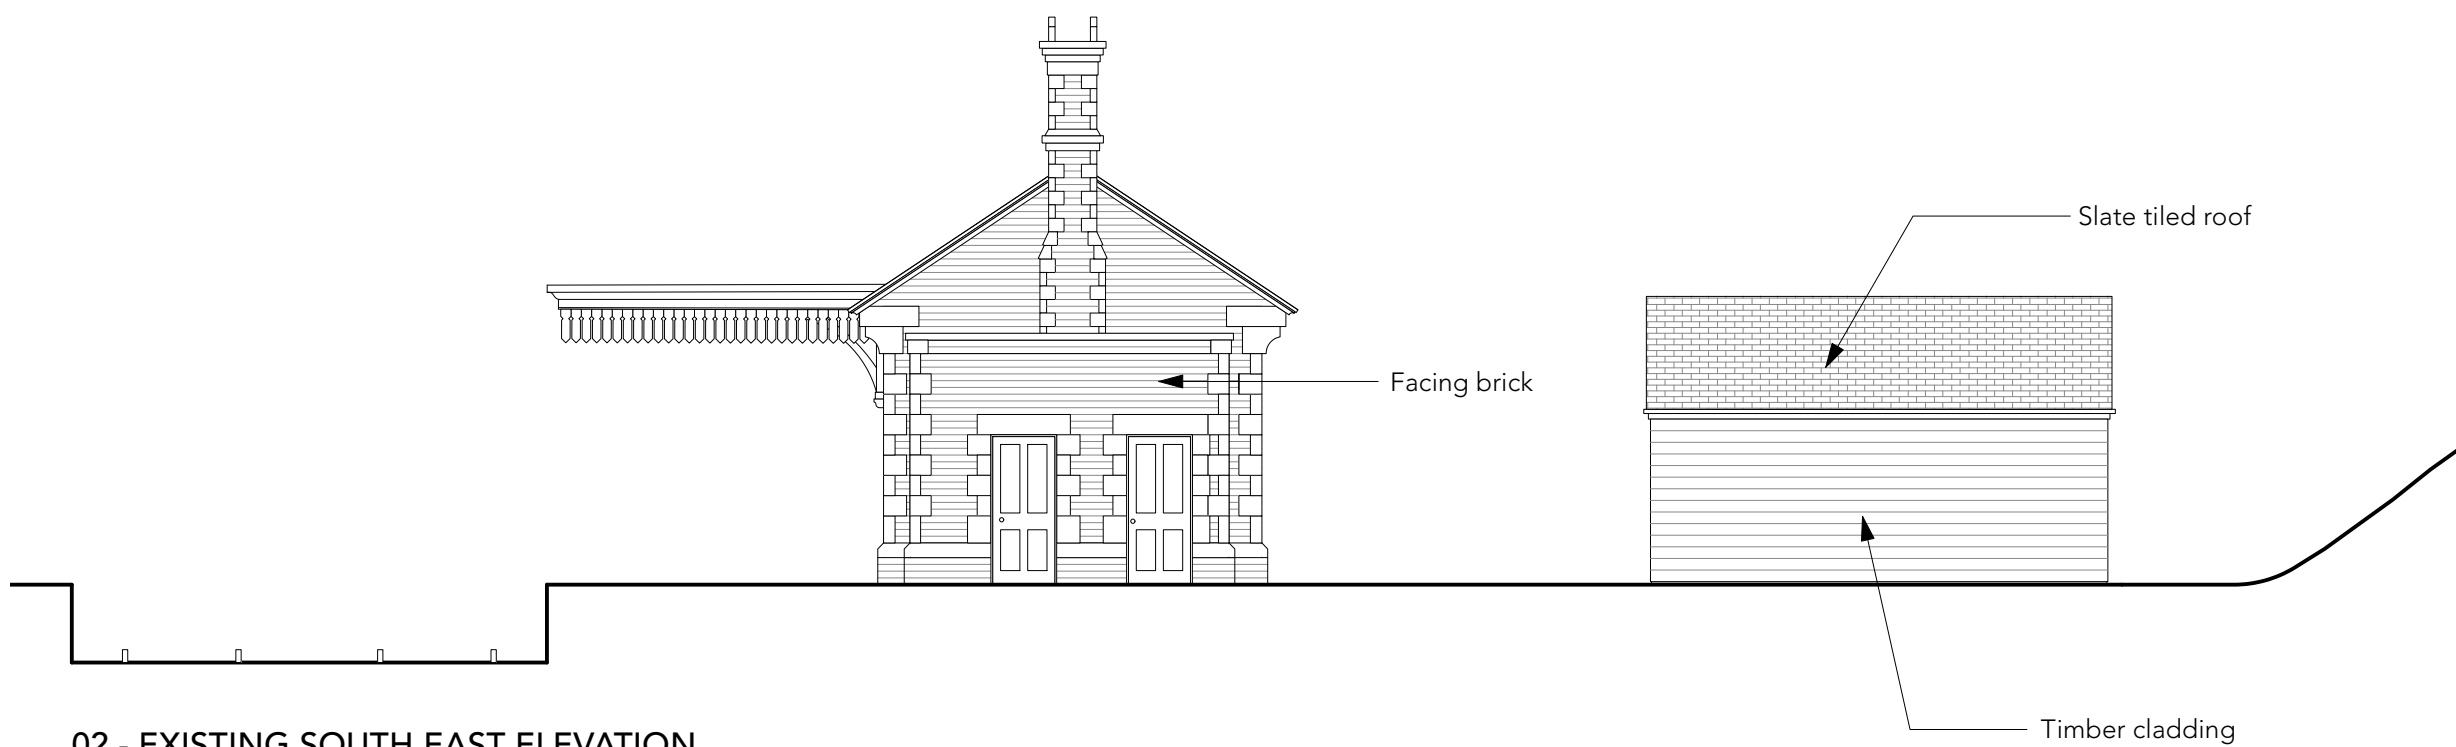 Slate tiled roof
Facing brick
Timber cladding
02 - EXISTING SOUTH EAST ELEVATION